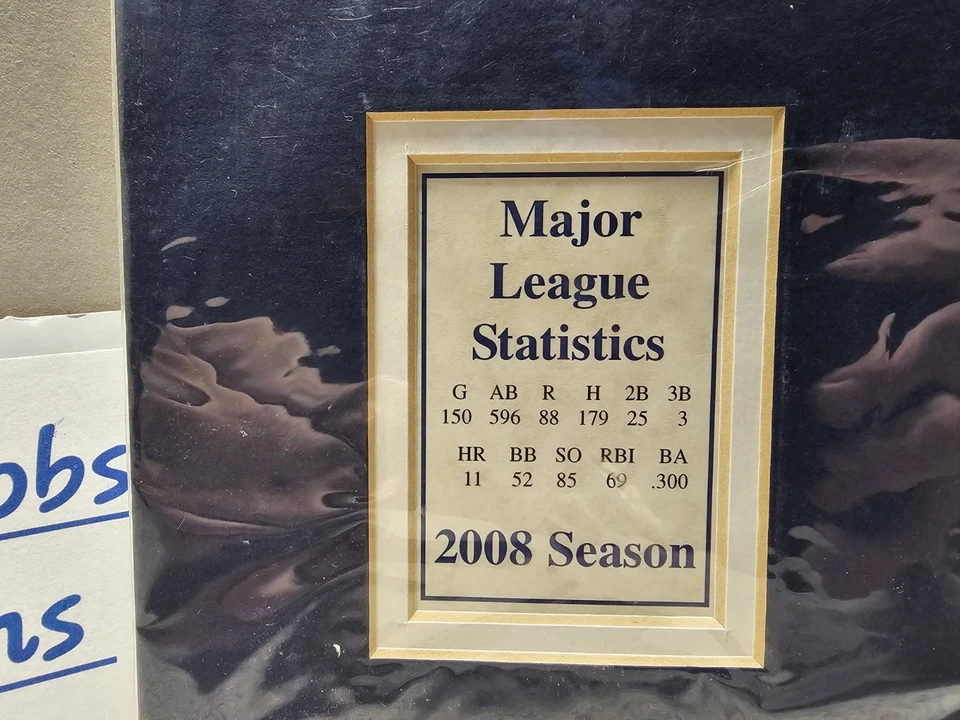 Major
League
Statistics
G AB R H 2B 3B
150 596 88 179 25 3
HR BB SO RBI BA
11 52 85 69 .300
2008 Season